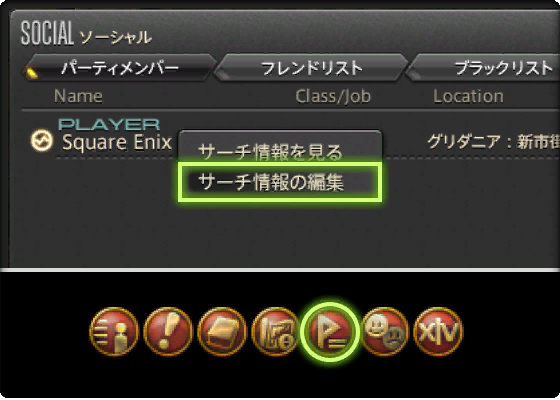 SOCIAL ソーシャル
パーティメンバー フレンドリスト ブラックリスト
Name Class/Job Location
PLAYER
Square Enix グリダニア：新市街
サーチ情報を見る
サーチ情報の編集
XIV